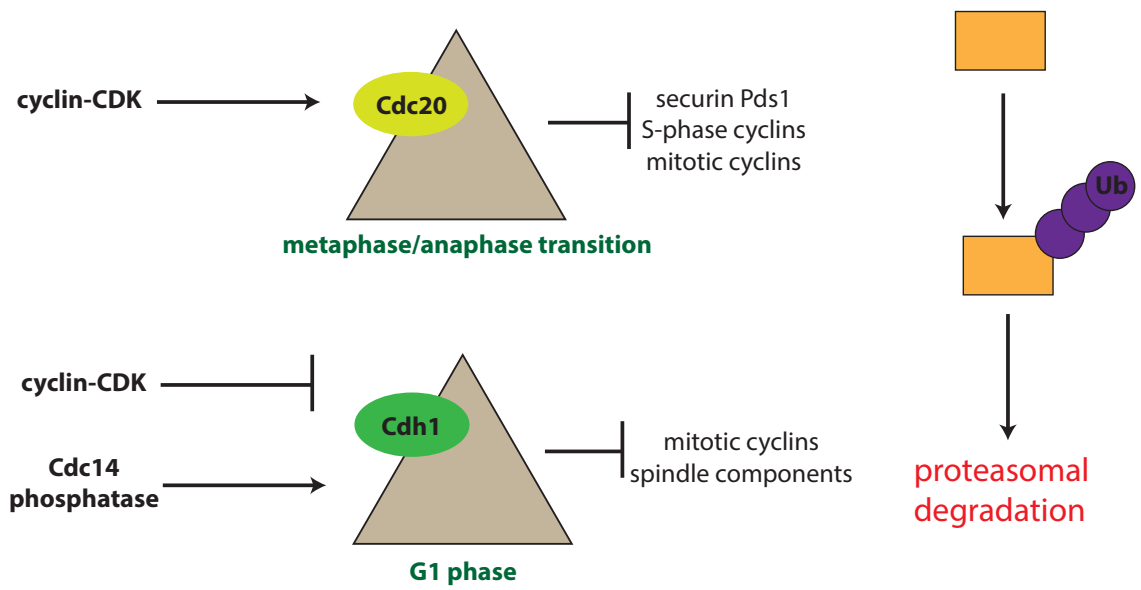 cyclin-CDK
Cdc20
securin Pds1
S-phase cyclins
mitotic cyclins
metaphase/anaphase transition
cyclin-CDK
Cdc14
phosphatase
Cdh1
mitotic cyclins
spindle components
G1 phase
Ub
proteasomal
degradation